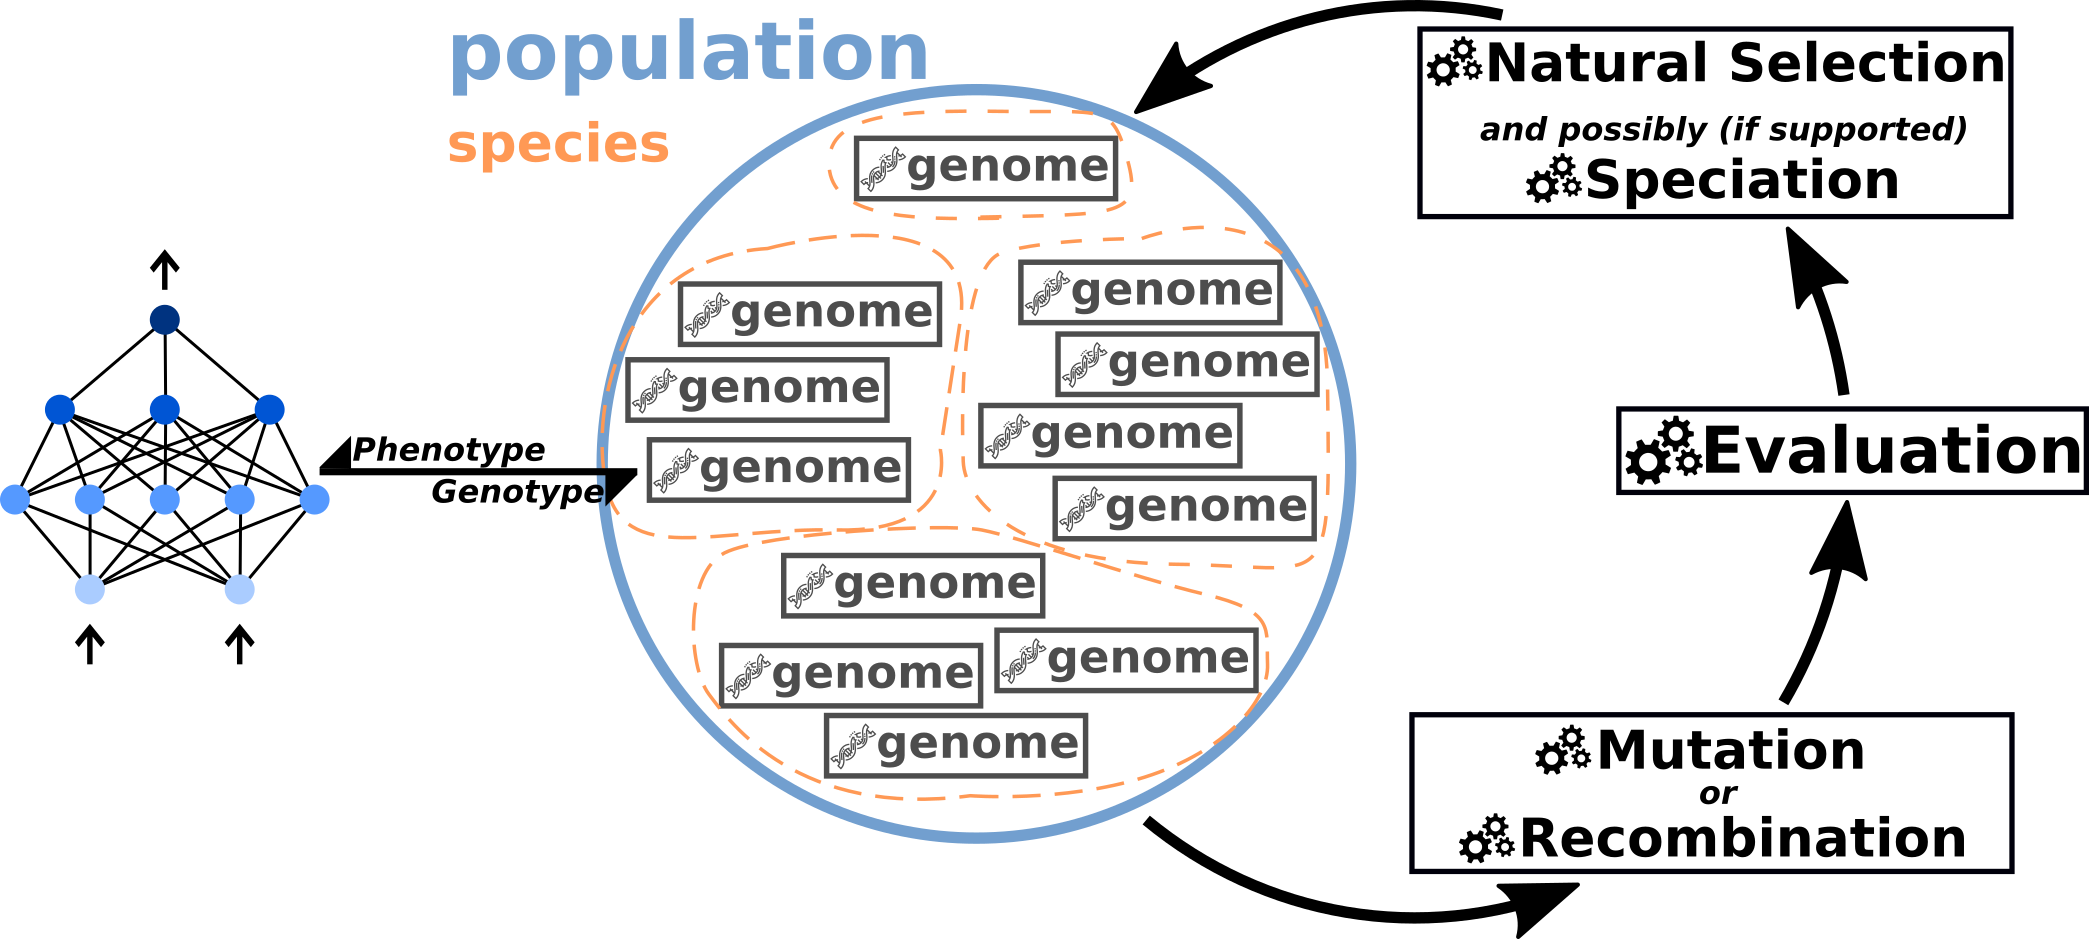 population
species
genome
genome
genome
genome
genome
genome
genome
genome
genome
genome
genome
genome
Phenotype
Genotype
Natural Selection
and possibly (if supported)
Speciation
Evaluation
Mutation
or
Recombination